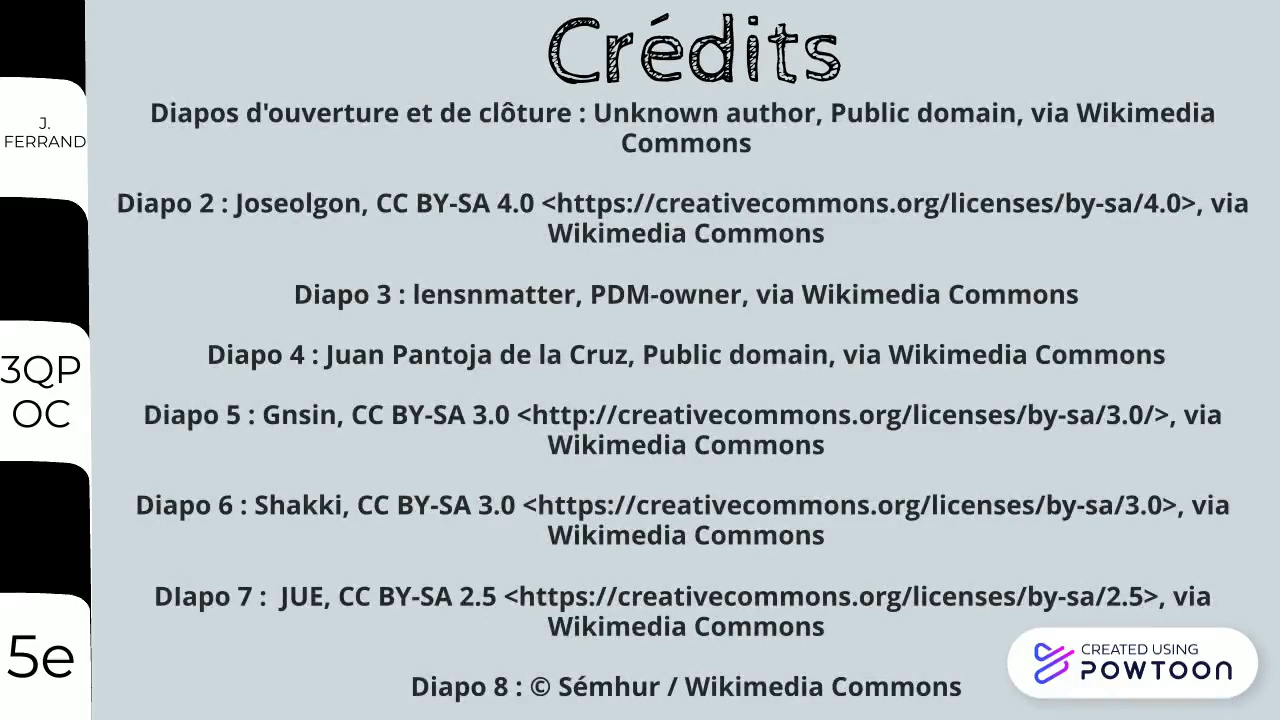 Crédits
J.
FERRAND
Diapos d'ouverture et de clôture : Unknown author, Public domain, via Wikimedia
Commons
Diapo 2 : Joseolgon, CC BY-SA 4.0 <https://creativecommons.org/licenses/by-sa/4.0>, via
Wikimedia Commons
Diapo 3 : lensnmatter, PDM-owner, via Wikimedia Commons
3QP
OC
Diapo 4 : Juan Pantoja de la Cruz, Public domain, via Wikimedia Commons
Diapo 5 : Gnsin, CC BY-SA 3.0 <http://creativecommons.org/licenses/by-sa/3.0/>, via
Wikimedia Commons
Diapo 6 : Shakki, CC BY-SA 3.0 <https://creativecommons.org/licenses/by-sa/3.0>, via
Wikimedia Commons
DIapo 7 :  JUE, CC BY-SA 2.5 <https://creativecommons.org/licenses/by-sa/2.5>, via
Wikimedia Commons
5e
Diapo 8 : © Sémhur / Wikimedia Commons
CREATED USING
POWTOON